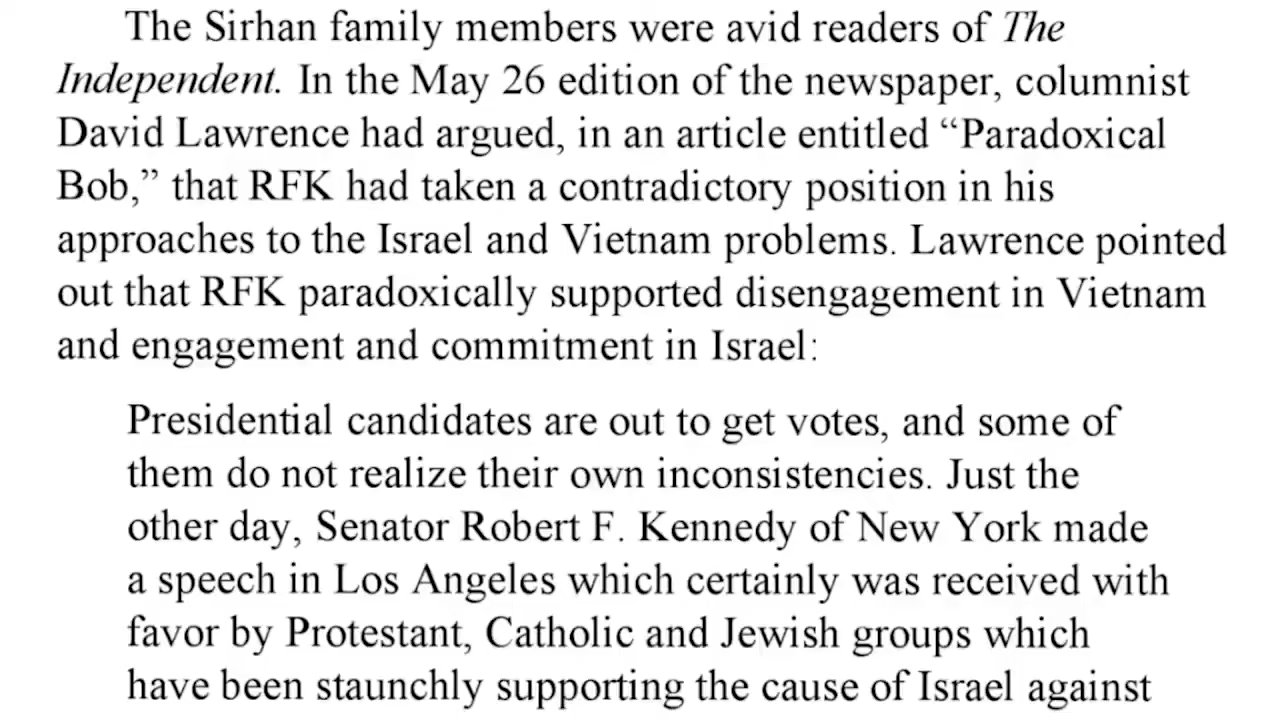 The Sirhan family members were avid readers of The
Independent. In the May 26 edition of the newspaper, columnist
David Lawrence had argued, in an article entitled “Paradoxical
Bob,” that RFK had taken a contradictory position in his
approaches to the Israel and Vietnam problems. Lawrence pointed
out that RFK paradoxically supported disengagement in Vietnam
and engagement and commitment in Israel:
Presidential candidates are out to get votes, and some of
them do not realize their own inconsistencies. Just the
other day, Senator Robert F. Kennedy of New York made
a speech in Los Angeles which certainly was received with
favor by Protestant, Catholic and Jewish groups which
have been staunchly supporting the cause of Israel against